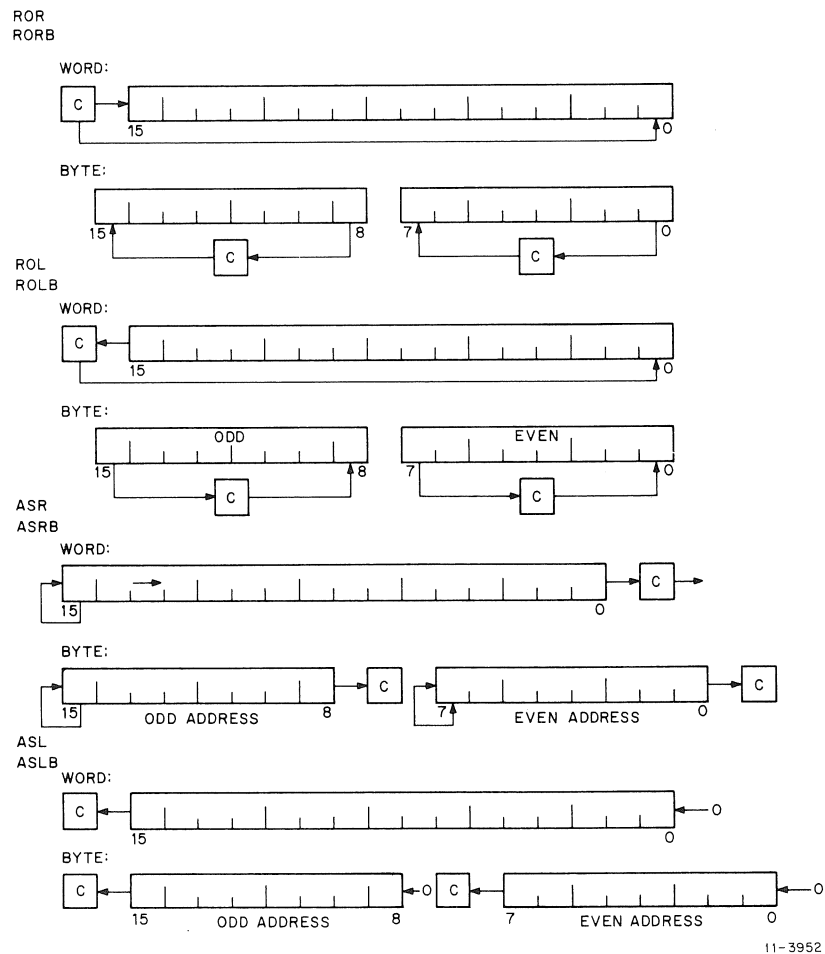 ROR
RORB
WORD:
C
15 0
BYTE:
15 8 7 0
C C
ROL
ROLB
WORD:
C
15 0
BYTE:
ODD EVEN
15 8 7 0
C C
ASR
ASRB
WORD:
C
15 0
BYTE:
C C
15 ODD ADDRESS 8 7 EVEN ADDRESS 0
ASL
ASLB
WORD:
C 0
15 0
BYTE:
C 0 C 0
15 ODD ADDRESS 8 7 EVEN ADDRESS 0
11-3952